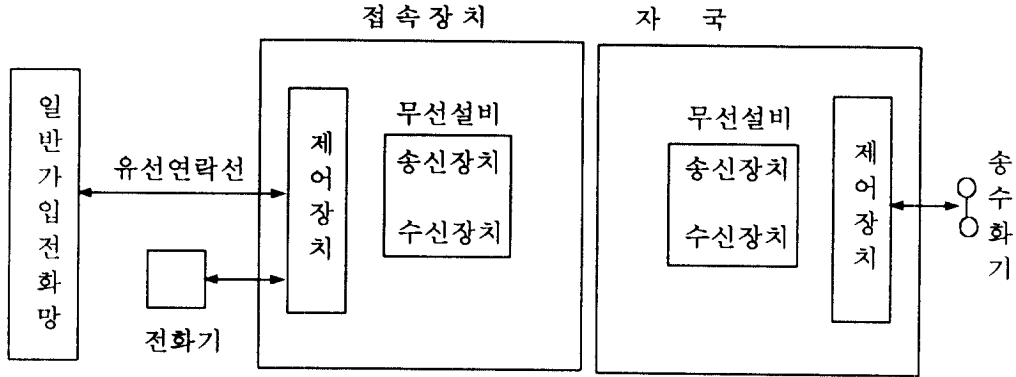 접속장치
자 국
일반가입전화망
유선연락선
전화기
제어장치
무선설비
송신장치
수신장치
무선설비
송신장치
수신장치
제어장치
송수화기